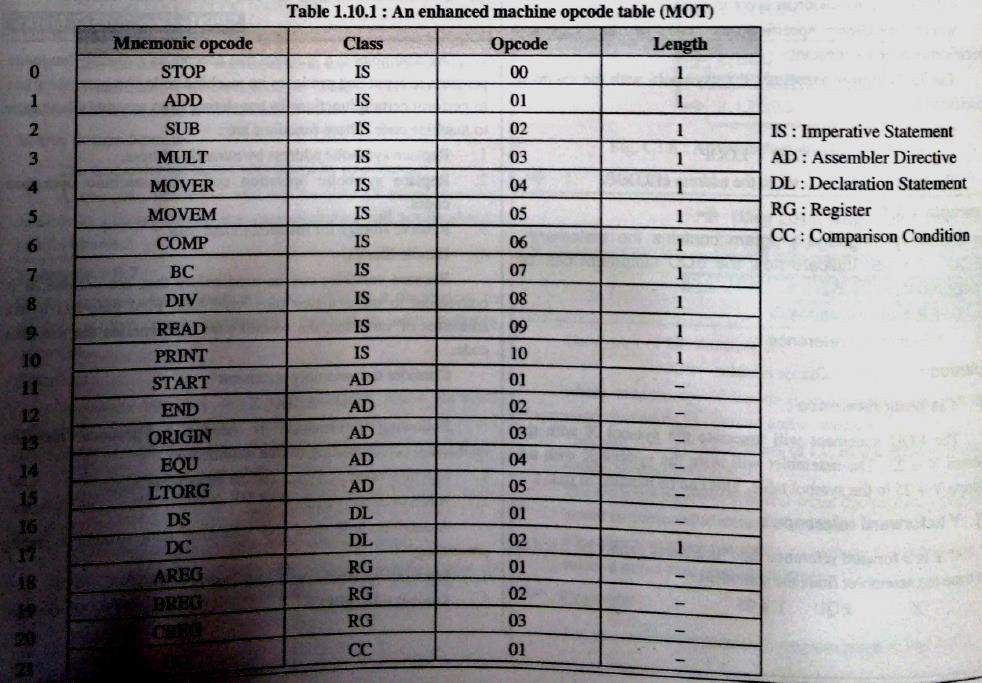 Table 1.10.1 : An enhanced machine opcode table (MOT)
Mnemonic opcode Class Opcode Length
0 STOP IS 00 1
1 ADD IS 01 1
2 SUB IS 02 1
3 MULT IS 03 1
4 MOVER IS 04 1
5 MOVEM IS 05 1
6 COMP IS 06 1
7 BC IS 07 1
8 DIV IS 08 1
9 READ IS 09 1
10 PRINT IS 10 1
11 START AD 01 –
12 END AD 02 –
13 ORIGIN AD 03 –
14 EQU AD 04 –
15 LTORG AD 05 –
16 DS DL 01 –
17 DC DL 02 1
18 AREG RG 01 –
19 BREG RG 02 –
20 CREG RG 03 –
21 CC 01 –
IS : Imperative Statement
AD : Assembler Directive
DL : Declaration Statement
RG : Register
CC : Comparison Condition